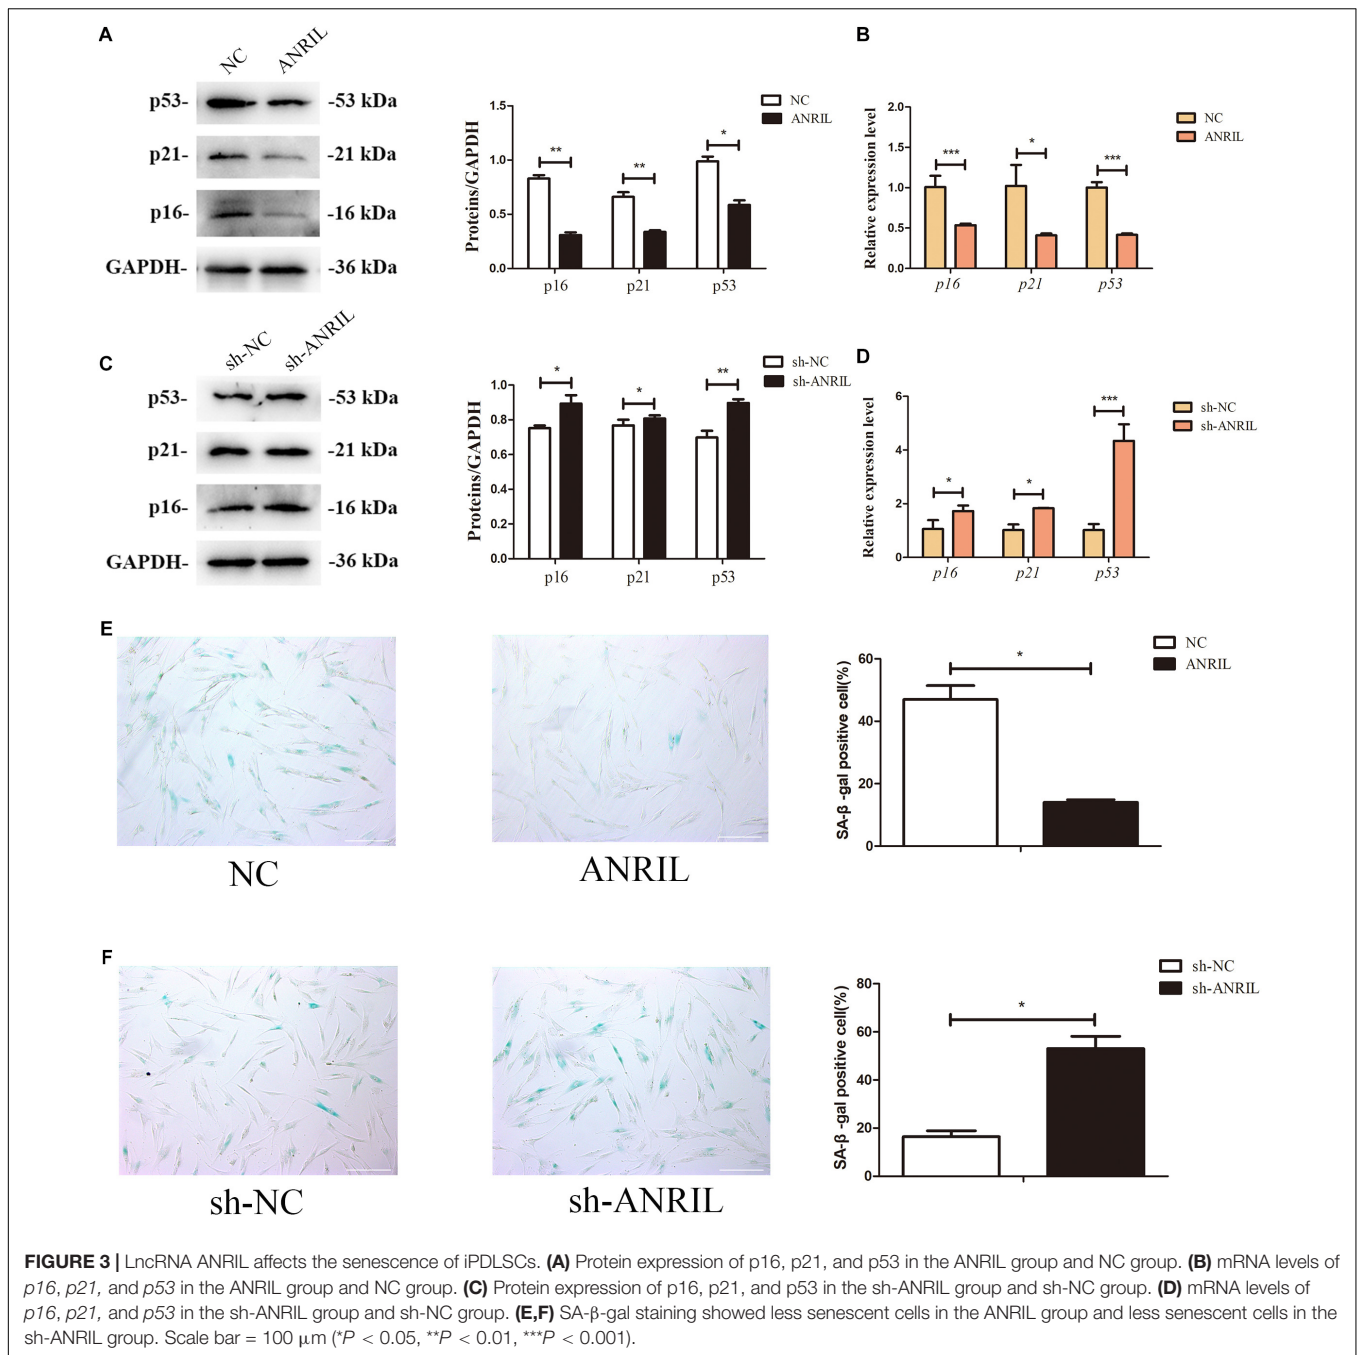 A
NC ANRIL
p53- -53 kDa
p21- -21 kDa
p16- -16 kDa
GAPDH- -36 kDa
Proteins/GAPDH
1.5
1.0
0.5
0.0
** ** *
p16 p21 p53
NC
ANRIL
B
Relative expression level
2.0
1.5
1.0
0.5
0.0
*** * ***
p16 p21 p53
NC
ANRIL
C
sh-NC sh-ANRIL
p53- -53 kDa
p21- -21 kDa
p16- -16 kDa
GAPDH- -36 kDa
Proteins/GAPDH
1.0
0.8
0.6
0.4
0.2
0.0
* * **
p16 p21 p53
sh-NC
sh-ANRIL
D
Relative expression level
6
4
2
0
* * ***
p16 p21 p53
sh-NC
sh-ANRIL
E
NC
ANRIL
SA-β -gal positive cell(%)
60
40
20
0
*
NC
ANRIL
F
sh-NC
sh-ANRIL
SA-β -gal positive cell(%)
80
60
40
20
0
*
sh-NC
sh-ANRIL
FIGURE 3 | LncRNA ANRIL affects the senescence of iPDLSCs. (A) Protein expression of p16, p21, and p53 in the ANRIL group and NC group. (B) mRNA levels of
p16, p21, and p53 in the ANRIL group and NC group. (C) Protein expression of p16, p21, and p53 in the sh-ANRIL group and sh-NC group. (D) mRNA levels of
p16, p21, and p53 in the sh-ANRIL group and sh-NC group. (E,F) SA-β-gal staining showed less senescent cells in the ANRIL group and less senescent cells in the
sh-ANRIL group. Scale bar = 100 μm (*P < 0.05, **P < 0.01, ***P < 0.001).